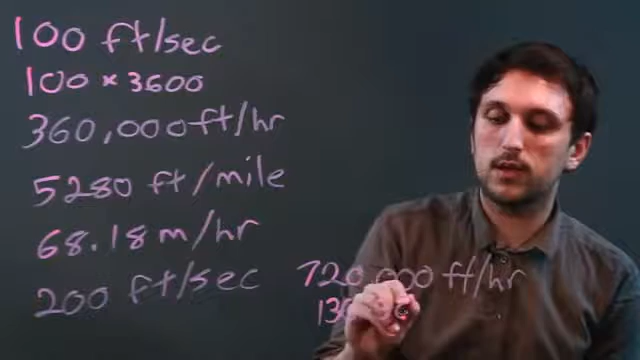 100 ft/sec
100 × 3600
360,000 ft/hr
5280 ft/mile
68.18 m/hr
200 ft/sec
720,000 ft/hr